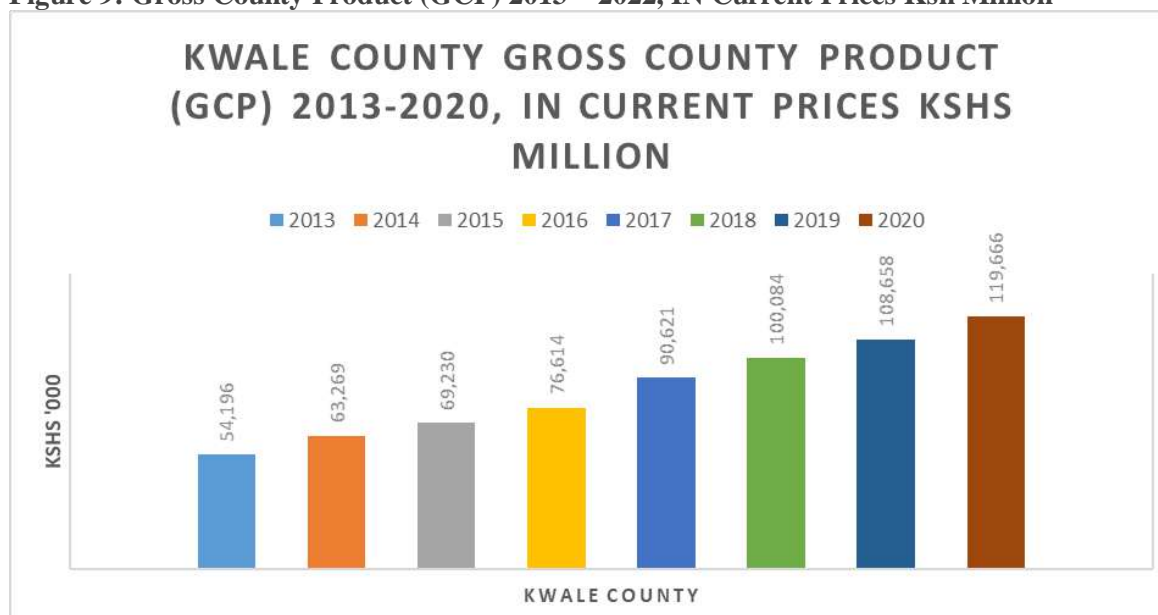 Figure 9: Gross County Product (GCP) 2013 – 2022, IN Current Prices Ksh Million
KWALE COUNTY GROSS COUNTY PRODUCT
(GCP) 2013-2020, IN CURRENT PRICES KSHS
MILLION
2013 2014 2015 2016 2017 2018 2019 2020
KSHS '000
54,196
63,269
69,230
76,614
90,621
100,084
108,658
119,666
KWALE COUNTY